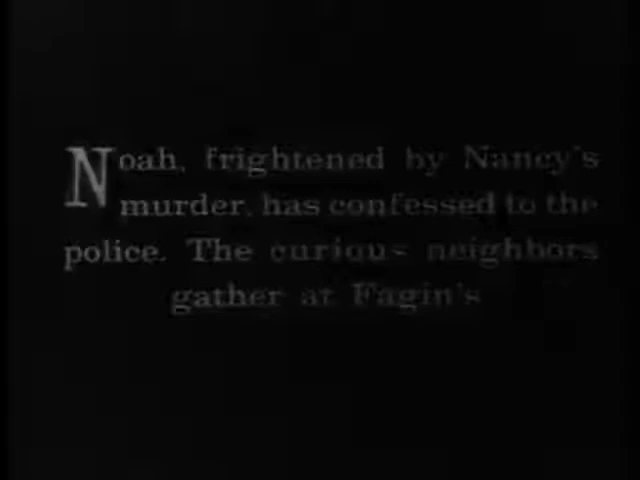 Noah, frightened by Nancy's
murder, has confessed to the
police. The curious neighbors
gather at Fagin's